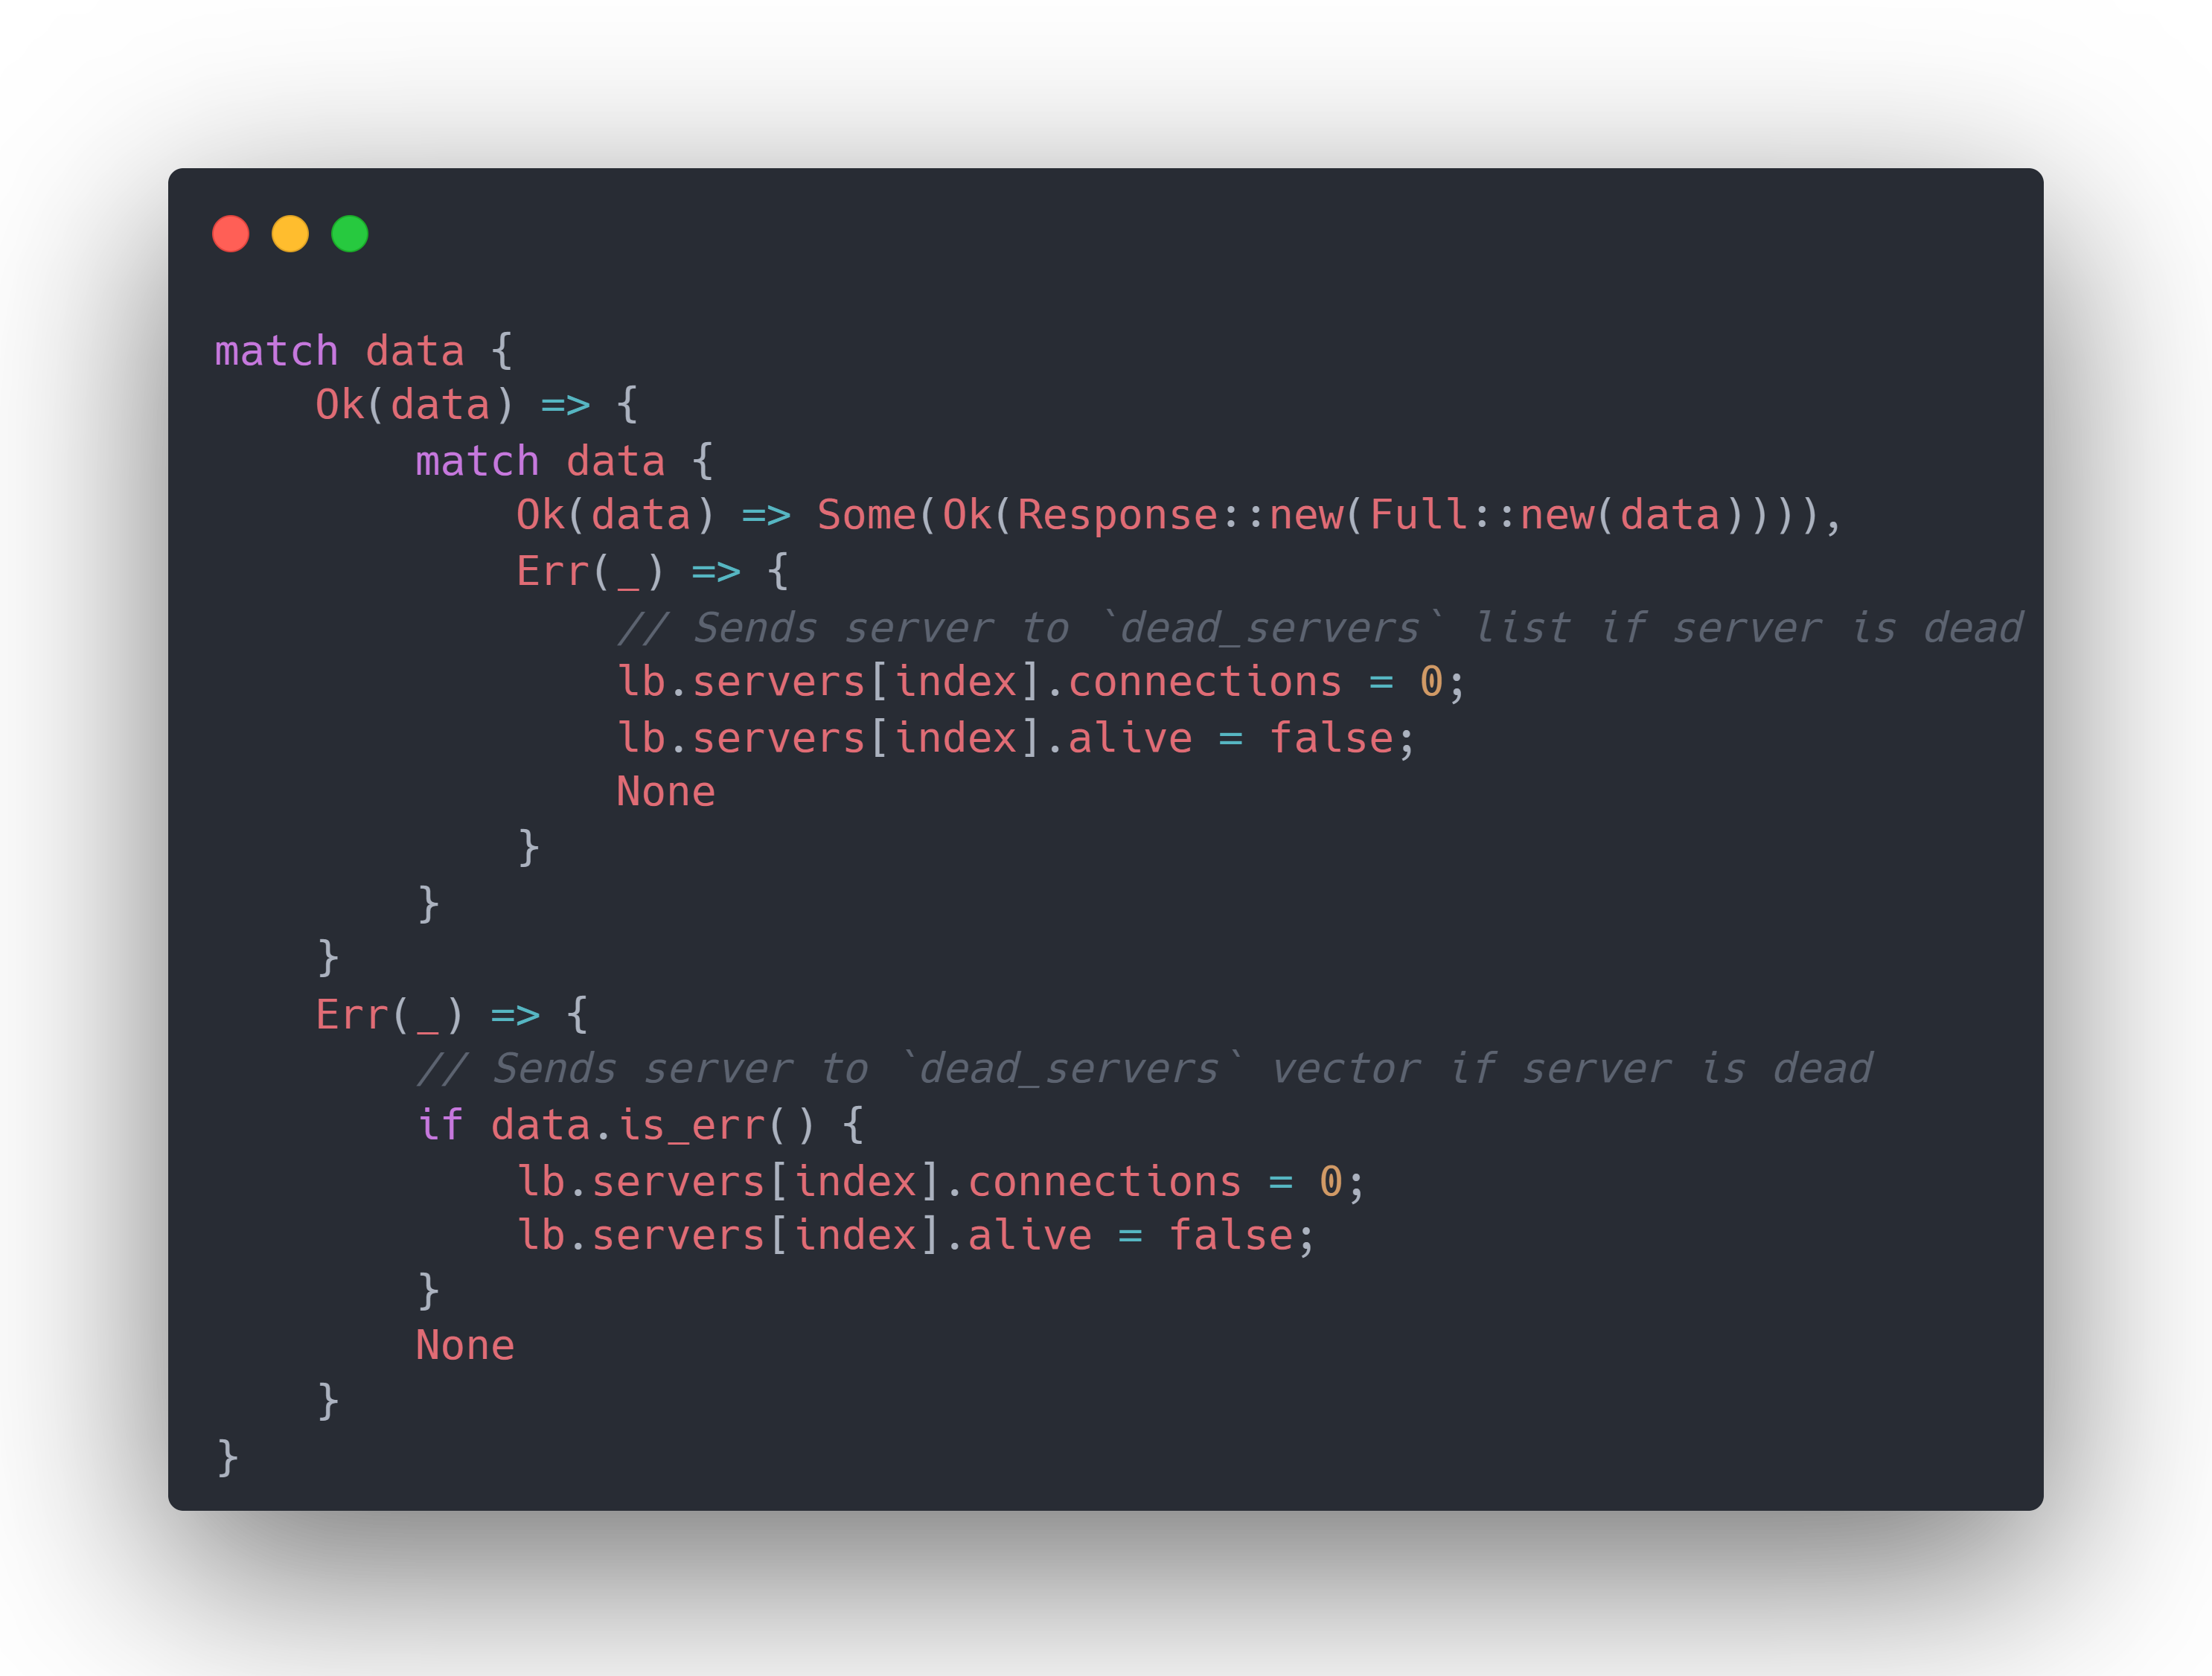 match data {
    Ok(data) => {
        match data {
            Ok(data) => Some(Ok(Response::new(Full::new(data)))),
            Err(_) => {
                // Sends server to `dead_servers` list if server is dead
                lb.servers[index].connections = 0;
                lb.servers[index].alive = false;
                None
            }
        }
    }
    Err(_) => {
        // Sends server to `dead_servers` vector if server is dead
        if data.is_err() {
            lb.servers[index].connections = 0;
            lb.servers[index].alive = false;
        }
        None
    }
}